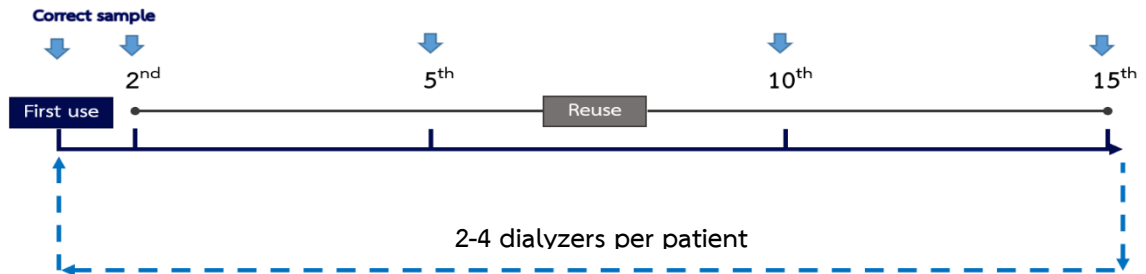 Correct sample
2nd
5th
10th
15th
First use
Reuse
2-4 dialyzers per patient